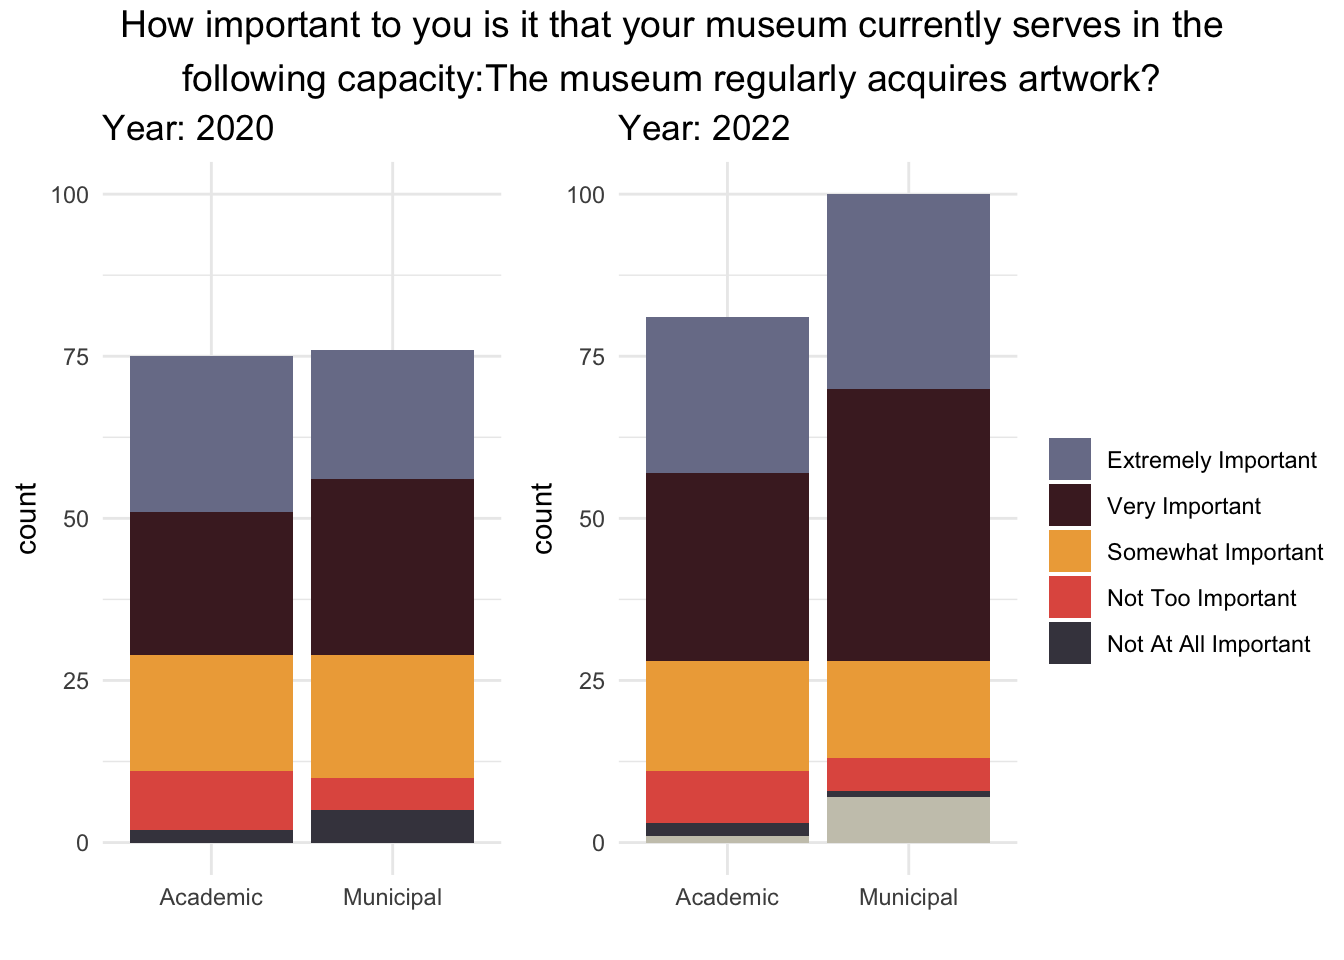 How important to you is it that your museum currently serves in the
following capacity:The museum regularly acquires artwork?
Year: 2020
100
75
50
25
0
count
Academic
Municipal
Year: 2022
100
75
50
25
0
count
Academic
Municipal
Extremely Important
Very Important
Somewhat Important
Not Too Important
Not At All Important